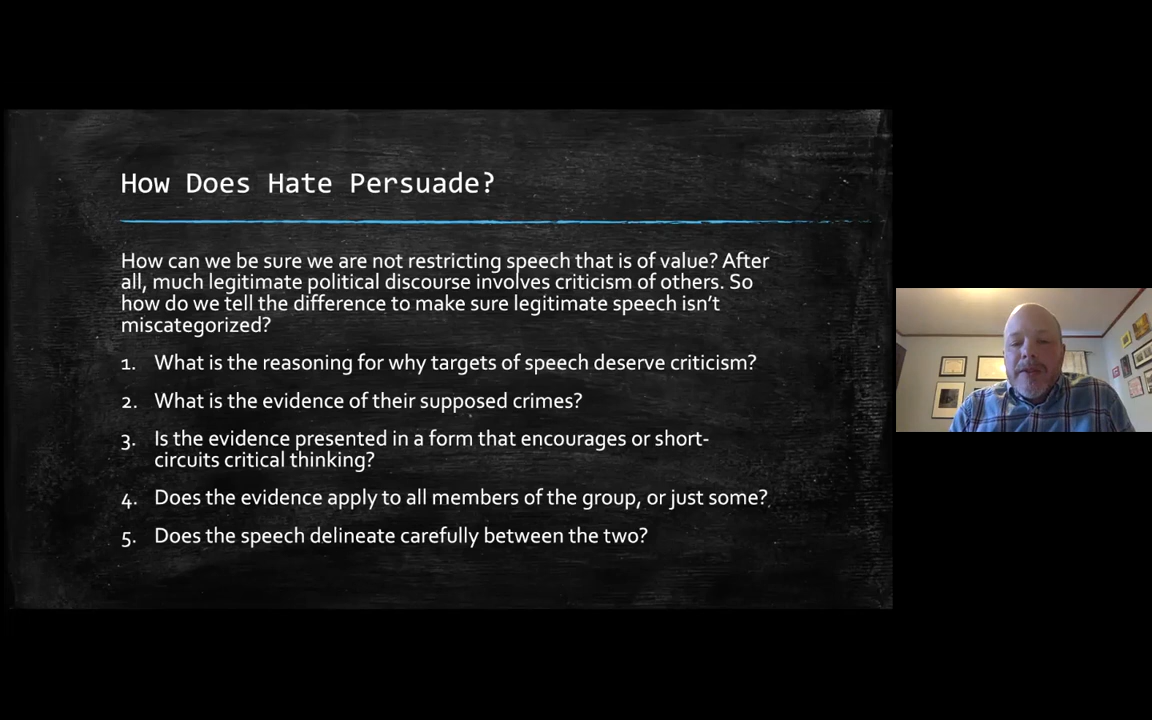 How Does Hate Persuade?
How can we be sure we are not restricting speech that is of value? After
all, much legitimate political discourse involves criticism of others. So
how do we tell the difference to make sure legitimate speech isn’t
miscategorized?
1. What is the reasoning for why targets of speech deserve criticism?
2. What is the evidence of their supposed crimes?
3. Is the evidence presented in a form that encourages or short-
circuits critical thinking?
4. Does the evidence apply to all members of the group, or just some?
5. Does the speech delineate carefully between the two?